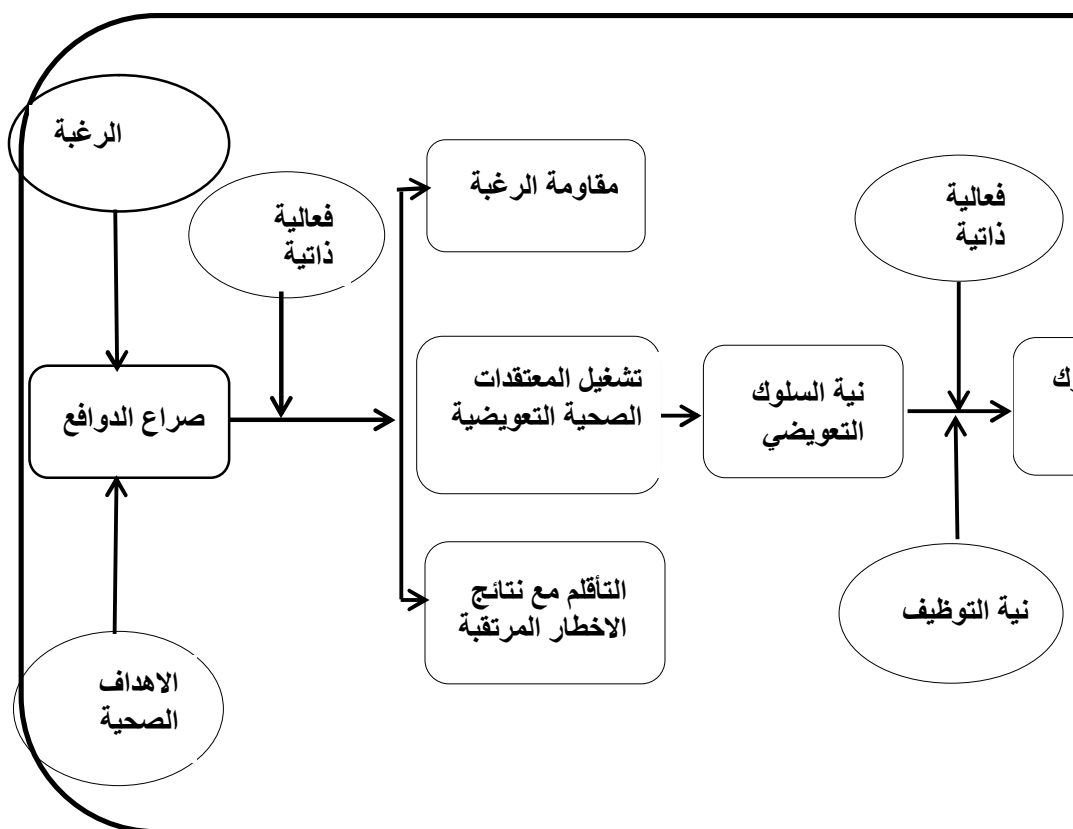 الرغبة
فعالية
ذاتية
مقاومة الرغبة
فعالية
ذاتية
صراع الدوافع
تشغيل المعتقدات
الصحية التعويضية
نية السلوك
التعويضي
التأقلم مع نتائج
الاخطار المرتقبة
نية التوظيف
الاهداف
الصحية